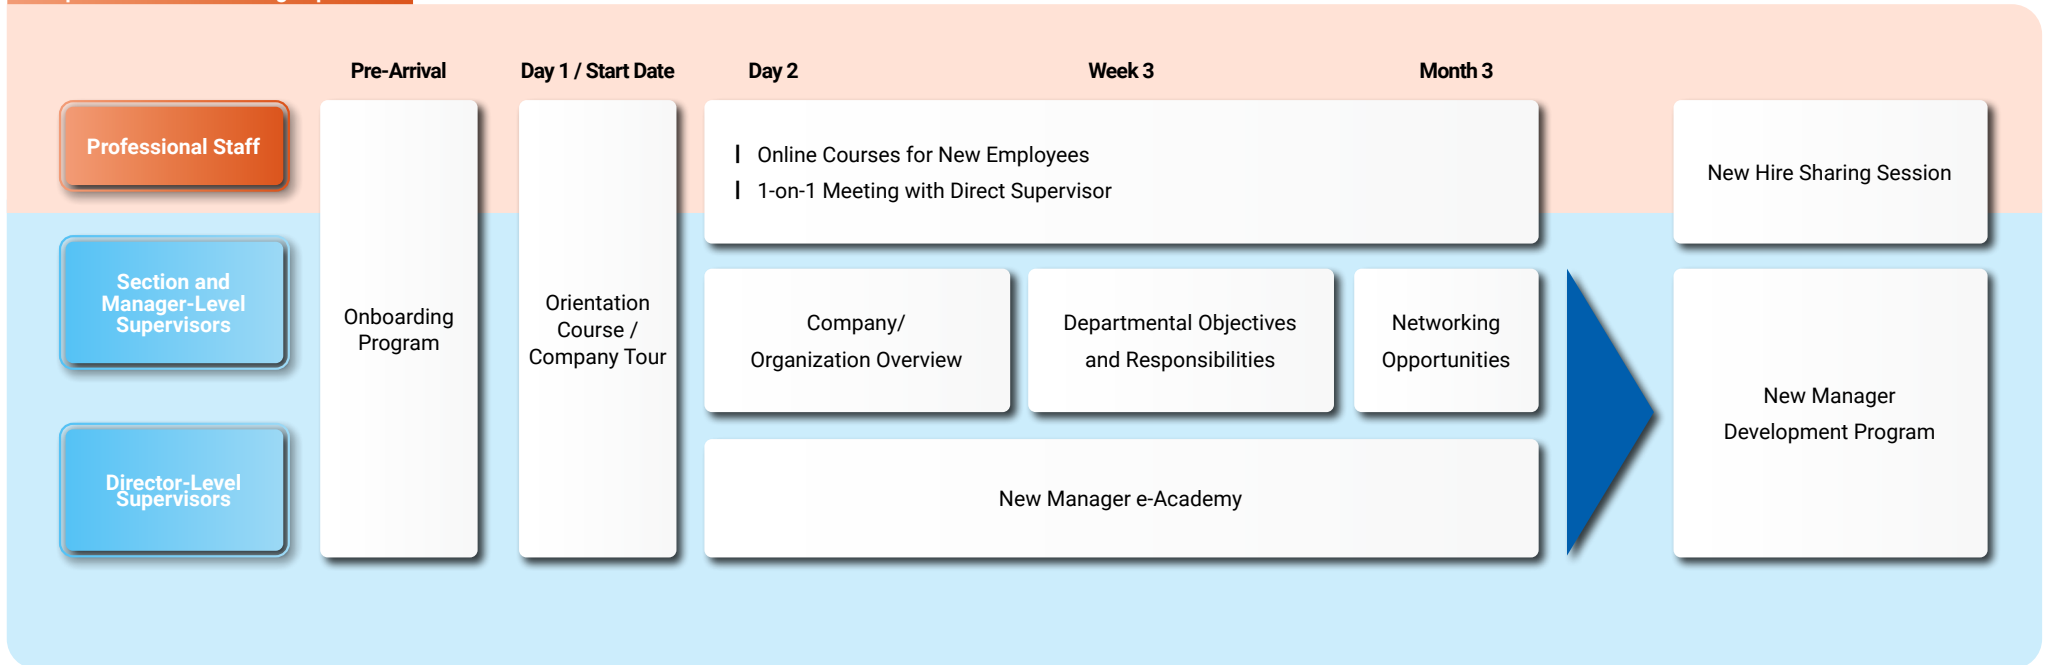 Pre-Arrival
Day 1 / Start Date
Day 2
Week 3
Month 3
Professional Staff
Online Courses for New Employees
1-on-1 Meeting with Direct Supervisor
New Hire Sharing Session
Section and
Manager-Level
Supervisors
Onboarding
Program
Orientation
Course /
Company Tour
Company/
Organization Overview
Departmental Objectives
and Responsibilities
Networking
Opportunities
New Manager
Development Program
Director-Level
Supervisors
New Manager e-Academy